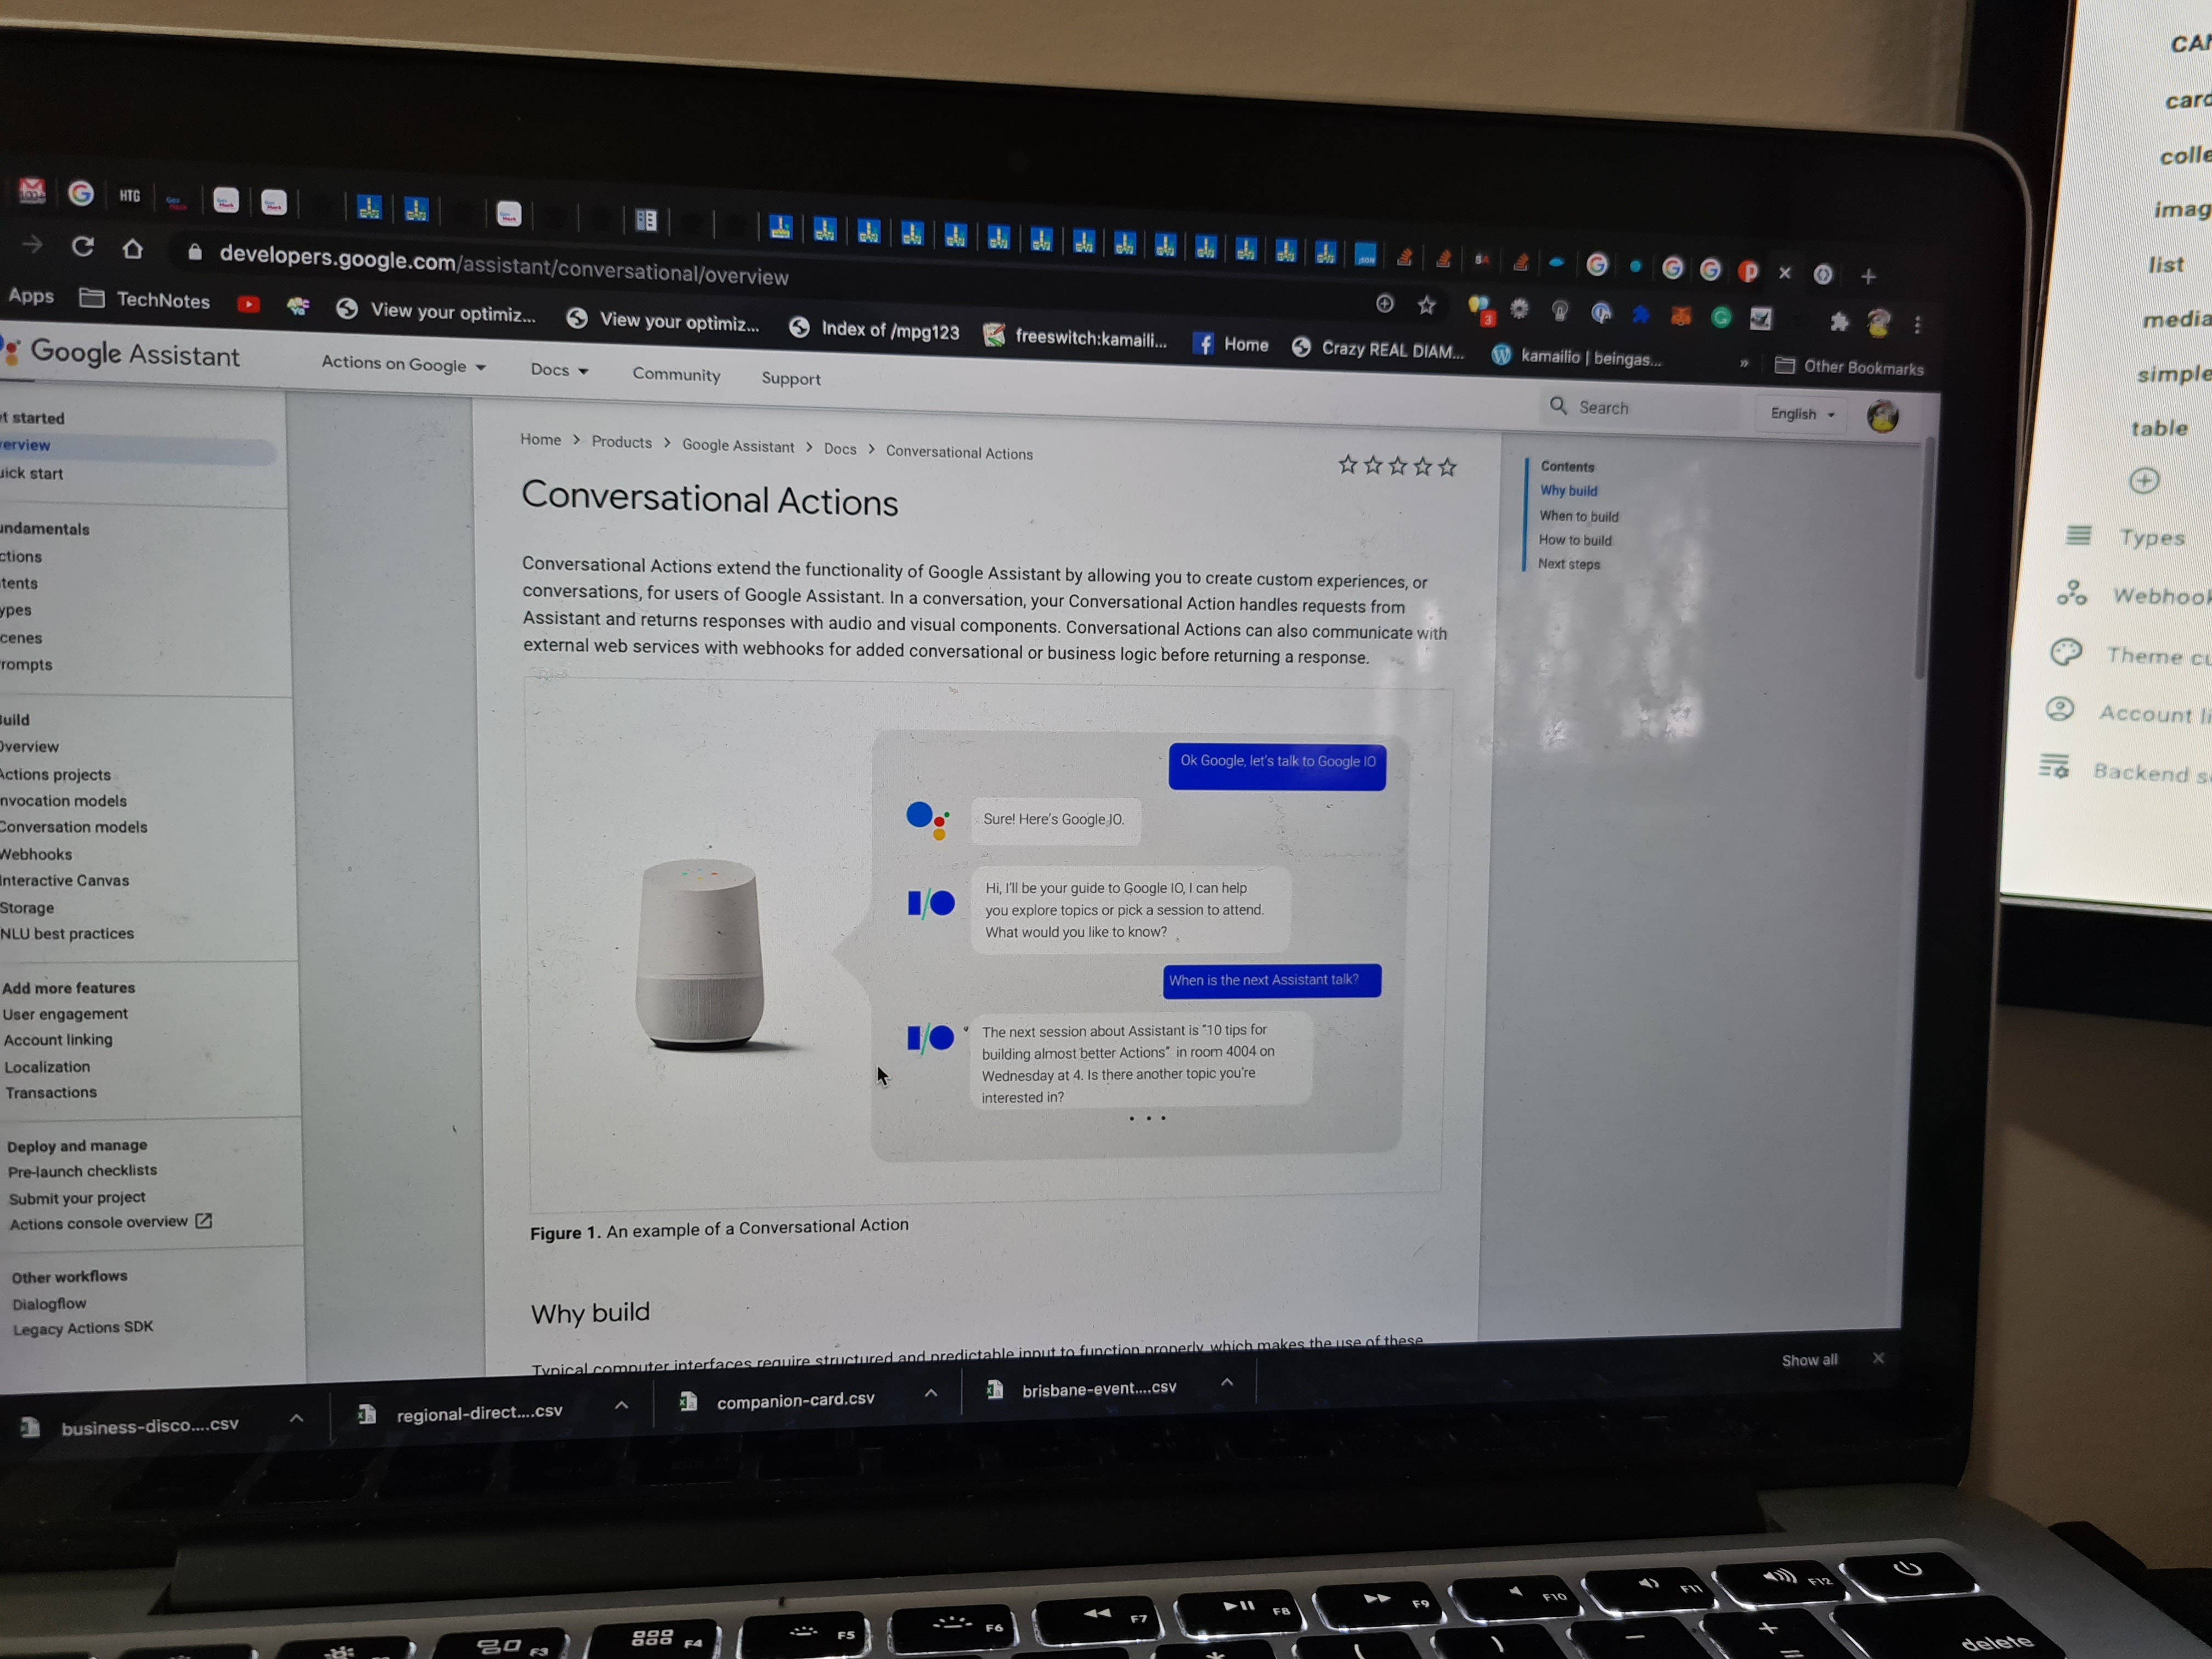 HTG
developers.google.com/assistant/conversational/overview
Apps
TechNotes
View your optimiz...
View your optimiz...
Index of /mpg123
freeswitch:kamaili...
Home
Crazy REAL DIAM...
kamailio | beingas...
»
Other Bookmarks
3
Google Assistant
Actions on Google
Docs
Community
Support
Search
English
t started
erview
uick start
undamentals
ctions
tents
ypes
cenes
rompts
uild
Overview
Actions projects
nvocation models
Conversation models
Webhooks
Interactive Canvas
Storage
NLU best practices
Add more features
User engagement
Account linking
Localization
Transactions
Deploy and manage
Pre-launch checklists
Submit your project
Actions console overview
Other workflows
Dialogflow
Legacy Actions SDK
Home > Products > Google Assistant > Docs > Conversational Actions
Conversational Actions
Conversational Actions extend the functionality of Google Assistant by allowing you to create custom experiences, or
conversations, for users of Google Assistant. In a conversation, your Conversational Action handles requests from
Assistant and returns responses with audio and visual components. Conversational Actions can also communicate with
external web services with webhooks for added conversational or business logic before returning a response.
Ok Google, let's talk to Google IO
Sure! Here's Google IO.
I/O
Hi, I'll be your guide to Google IO, I can help
you explore topics or pick a session to attend.
What would you like to know?
When is the next Assistant talk?
I/O
The next session about Assistant is "10 tips for
building almost better Actions" in room 4004 on
Wednesday at 4. Is there another topic you're
interested in?
...
Figure 1. An example of a Conversational Action
Why build
Typical computer interfaces require structured and predictable input to function properly, which makes the use of these
Contents
Why build
When to build
How to build
Next steps
business-disco....csv
regional-direct....csv
companion-card.csv
brisbane-event....csv
Show all
CAN
card
colle
imag
list
media
simple
table
Types
Webhook
Theme cu
Account li
Backend s
F3
F4
F5
F6
F7
F8
F9
F10
F11
F12
*
(
)
–
+
=
delete